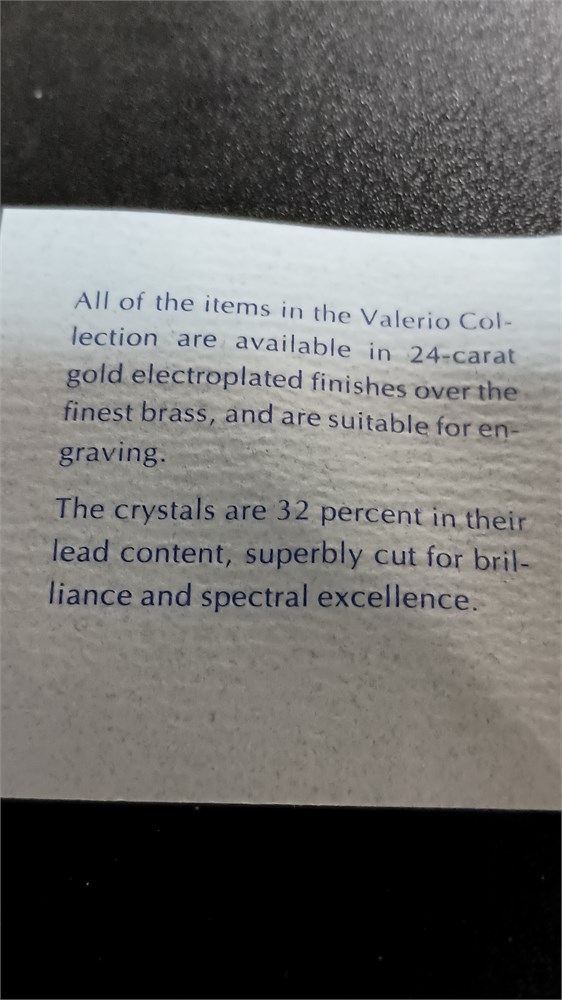 All of the items in the Valerio Col-
lection are available in 24-carat
gold electroplated finishes over the
finest brass, and are suitable for en-
graving.
The crystals are 32 percent in their
lead content, superbly cut for bril-
liance and spectral excellence.